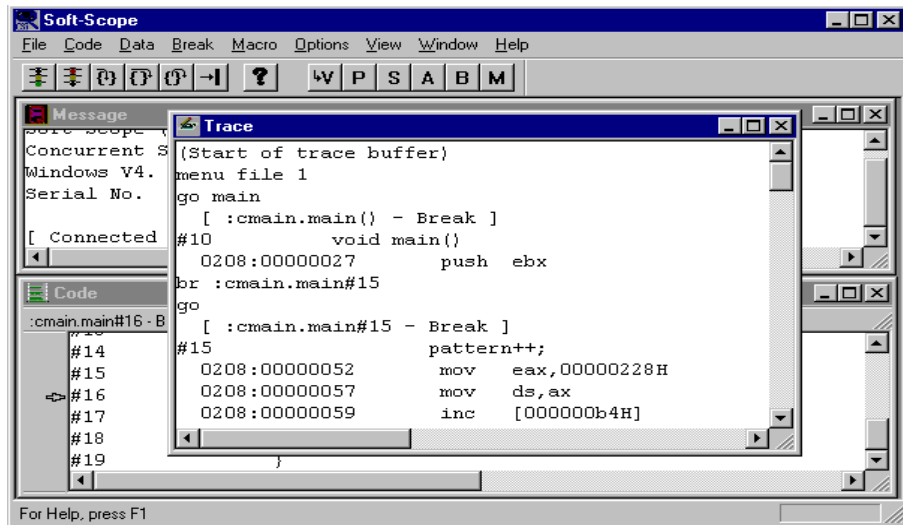 Soft-Scope
File Code Data Break Macro Options View Window Help
? V P S A B M
Message
Concurrent S
Windows V4.
Serial No.
[ Connected
Trace
(Start of trace buffer)
menu file 1
go main
[ :cmain.main() - Break ]
#10 void main()
0208:00000027 push ebx
br :cmain.main#15
go
[ :cmain.main#15 - Break ]
#15 pattern++;
0208:00000052 mov eax,00000228H
0208:00000057 mov ds,ax
0208:00000059 inc [000000b4H]
Code
:cmain.main#16 - B
#14
#15
#16
#17
#18
#19 }
For Help, press F1